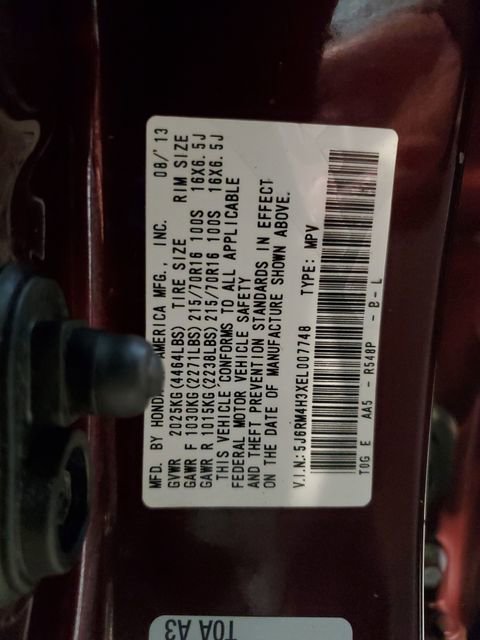 MFD. BY HONDA AMERICA MFG., INC. 08/'13
GVWR 2025KG(4464LBS) TIRE SIZE RIM SIZE
GAWR F 1030KG(2271LBS) 215/70R16 100S 16X6.5J
GAWR R 1015KG(2238LBS) 215/70R16 100S 16X6.5J
THIS VEHICLE CONFORMS TO ALL APPLICABLE
FEDERAL MOTOR VEHICLE SAFETY
AND THEFT PREVENTION STANDARDS IN EFFECT
ON THE DATE OF MANUFACTURE SHOWN ABOVE.
V.I.N.: 5J6RM4H3XEL007748 TYPE: MPV
T0G E AA5 - R548P - B - L
T0A A3